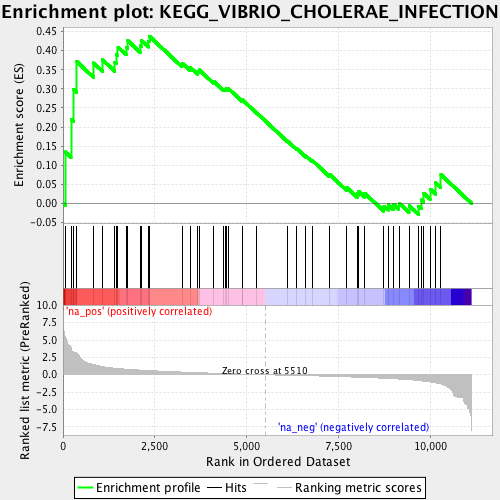 Enrichment plot: KEGG_VIBRIO_CHOLERAE_INFECTION
Enrichment score (ES)
0.45
0.40
0.35
0.30
0.25
0.20
0.15
0.10
0.05
0.00
-0.05
Ranked list metric (PreRanked)
10.0
7.5
5.0
2.5
0.0
-2.5
-5.0
-7.5
'na_pos' (positively correlated)
Zero cross at 5510
'na_neg' (negatively correlated)
0 2,500 5,000 7,500 10,000
Rank in Ordered Dataset
Enrichment profile Hits Ranking metric scores